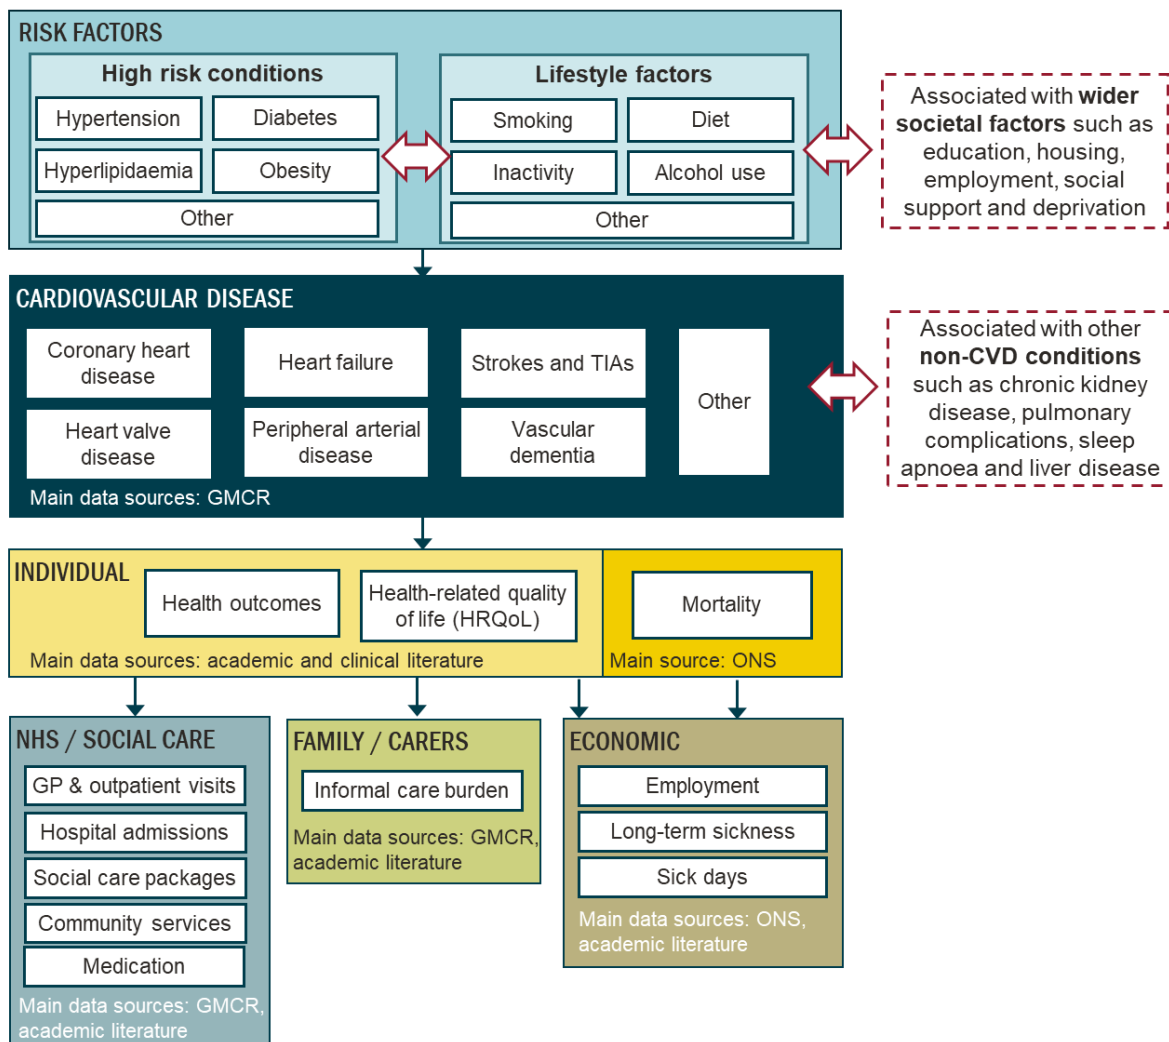 RISK FACTORS
High risk conditions
Hypertension
Diabetes
Hyperlipidaemia
Obesity
Other
Lifestyle factors
Smoking
Diet
Inactivity
Alcohol use
Other
Associated with wider
societal factors such as
education, housing,
employment, social
support and deprivation
CARDIOVASCULAR DISEASE
Coronary heart
disease
Heart failure
Strokes and TIAs
Other
Heart valve
disease
Peripheral arterial
disease
Vascular
dementia
Main data sources: GMCR
Associated with other
non-CVD conditions
such as chronic kidney
disease, pulmonary
complications, sleep
apnoea and liver disease
INDIVIDUAL
Health outcomes
Health-related quality
of life (HRQoL)
Main data sources: academic and clinical literature
Mortality
Main source: ONS
NHS / SOCIAL CARE
GP & outpatient visits
Hospital admissions
Social care packages
Community services
Medication
Main data sources: GMCR,
academic literature
FAMILY / CARERS
Informal care burden
Main data sources: GMCR,
academic literature
ECONOMIC
Employment
Long-term sickness
Sick days
Main data sources: ONS,
academic literature